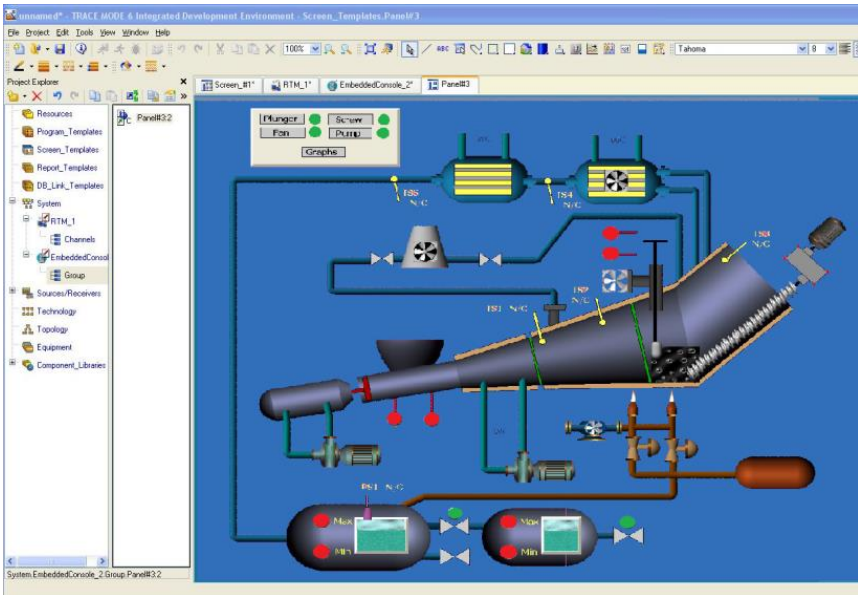 unnamed* - TRACE MODE 6 Integrated Development Environment - Screen_Templates.Panel#3
File Project Edit Tools View Window Help
100% Tahoma 8
Project Explorer
Screen_#1* RTM_1* EmbeddedConsole_2* Panel#3
Resources
Program_Templates
Screen_Templates
Report_Templates
DB_Link_Templates
System
RTM_1
Channels
EmbeddedConsol
Group
Sources/Receivers
Technology
Topology
Equipment
Component_Libraries
Panel#3:2
Plunger Screw
Fan Pump
Graphs
TS5
N/C
TS4
N/C
N/C
TS2
N/C
TS1 N/C
PS1 N/C
Max
Min
Max
Min
System.EmbeddedConsole_2.Group.Panel#3:2